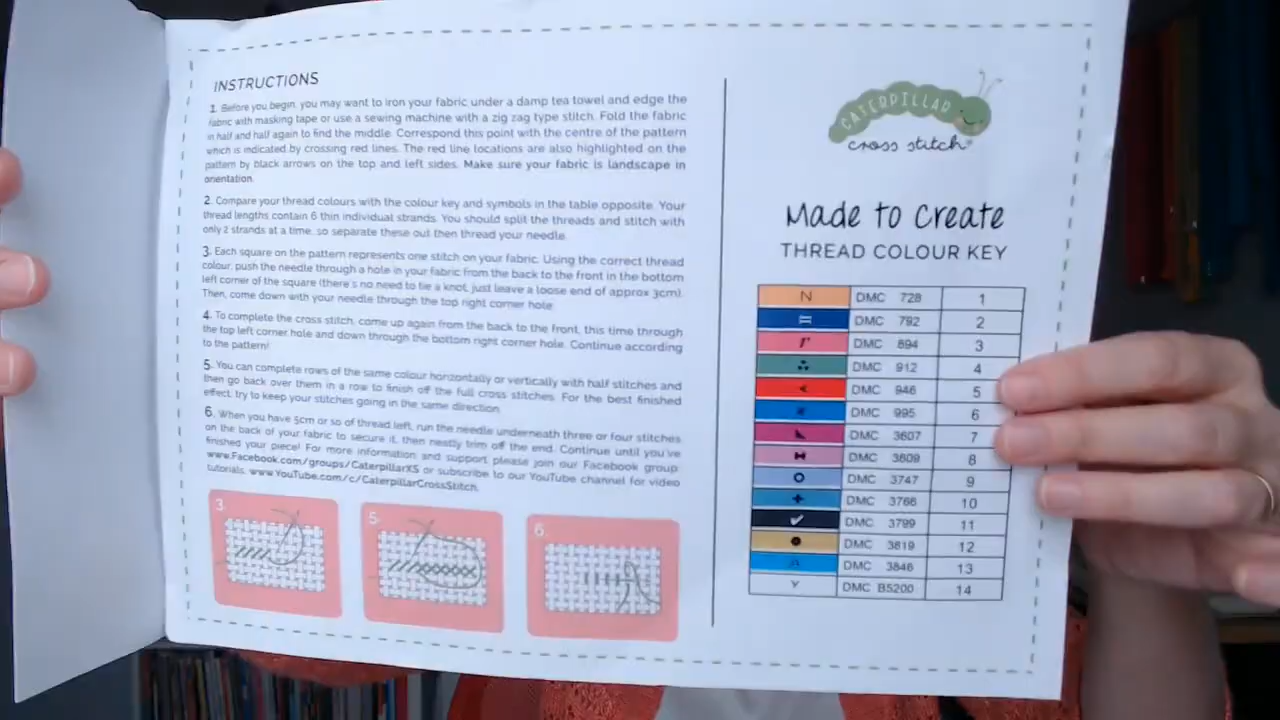 INSTRUCTIONS
1. Before you begin, you may want to iron your fabric under a damp tea towel and edge the
fabric with masking tape or use a sewing machine with a zig zag type stitch. Fold the fabric
in half and half again to find the middle. Correspond this point with the centre of the pattern
which is indicated by crossing red lines. The red line locations are also highlighted on the
pattern by black arrows on the top and left sides. Make sure your fabric is landscape in
orientation.
2. Compare your thread colours with the colour key and symbols in the table opposite. Your
thread lengths contain 6 thin individual strands. You should split the threads and stitch with
only 2 strands at a time, so separate these out then thread your needle.
3. Each square on the pattern represents one stitch on your fabric. Using the correct thread
colour, push the needle through a hole in your fabric from the back to the front in the bottom
left corner of the square (there's no need to tie a knot, just leave a loose end of approx 3cm).
Then, come down with your needle through the top right corner hole.
4. To complete the cross stitch, come up again from the back to the front, this time through
the top left corner hole and down through the bottom right corner hole. Continue according
to the pattern!
5. You can complete rows of the same colour horizontally or vertically with half stitches and
then go back over them in a row to finish off the full cross stitches. For the best finished
effect, try to keep your stitches going in the same direction.
6. When you have 5cm or so of thread left, run the needle underneath three or four stitches
on the back of your fabric to secure it, then neatly trim off the end. Continue until you've
finished your piece! For more information and support please join our Facebook group:
www.Facebook.com/groups/CaterpillarXS or subscribe to our YouTube channel for video
tutorials, www.YouTube.com/c/CaterpillarCrossStitch.
3.
5.
6.
CATERPILLAR
cross stitch
Made to Create
THREAD COLOUR KEY
N DMC 728 1
= DMC 792 2
r DMC 894 3
DMC 912 4
< DMC 946 5
DMC 995 6
DMC 3607 7
DMC 3609 8
O DMC 3747 9
+ DMC 3766 10
✓ DMC 3799 11
● DMC 3819 12
DMC 3846 13
Y DMC B5200 14